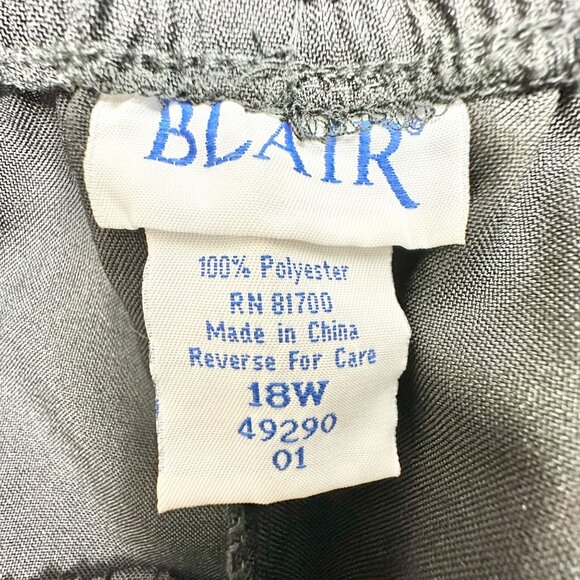 BLAIR
100% Polyester
RN 81700
Made in China
Reverse For Care
18W
49290
01